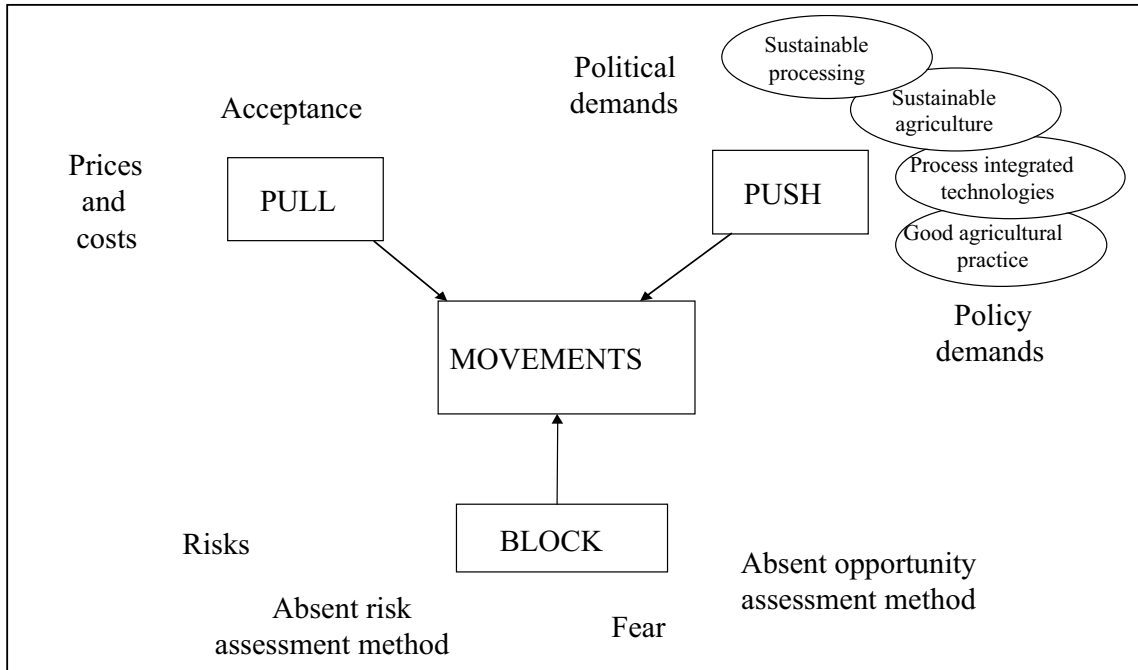 Sustainable
processing
Political
demands
Sustainable
agriculture
Acceptance
Prices
and
costs
PULL
PUSH
Process integrated
technologies
Good agricultural
practice
Policy
demands
MOVEMENTS
BLOCK
Risks
Absent opportunity
assessment method
Absent risk
assessment method
Fear